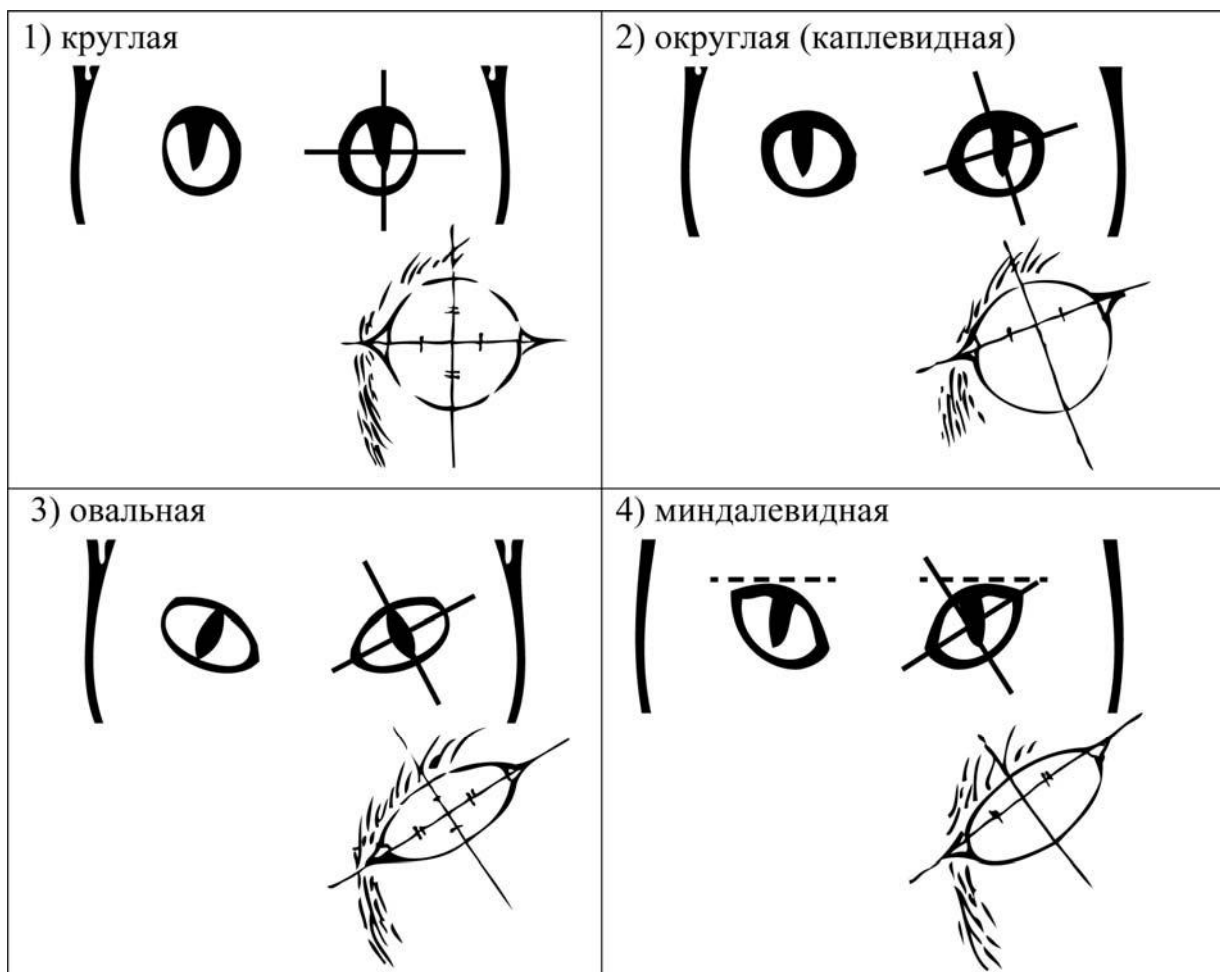 1) круглая
2) округлая (каплевидная)
3) овальная
4) миндалевидная